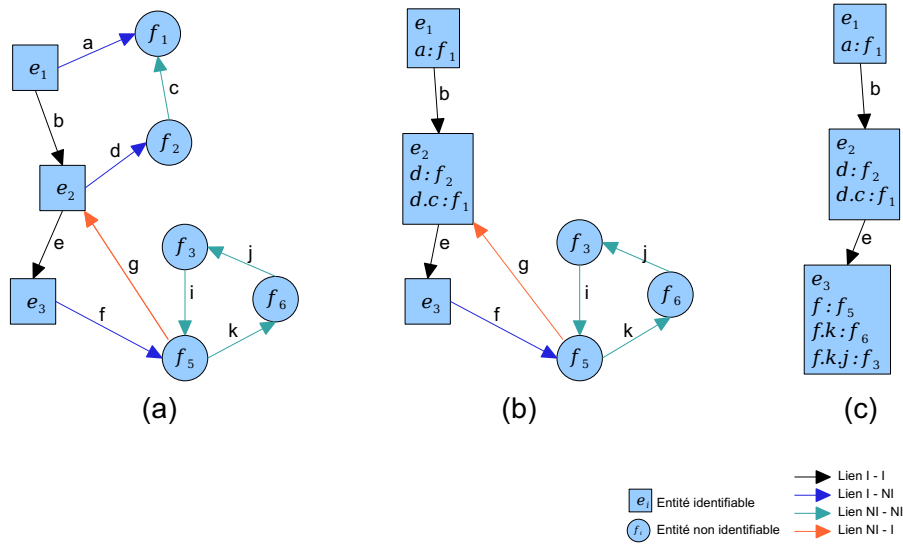 e1
a
f1
b
c
d
f2
e2
e
g
f3
j
i
f6
e3
f
k
f5
(a)
e1
a:f1
b
e2
d:f2
d.c:f1
e
g
f3
j
i
f6
e3
f
k
f5
(b)
e1
a:f1
b
e2
d:f2
d.c:f1
e
e3
f:f5
f.k:f6
f.k.j:f3
(c)
ei Entité identifiable
fi Entité non identifiable
Lien I - I
Lien I - NI
Lien NI - NI
Lien NI - I